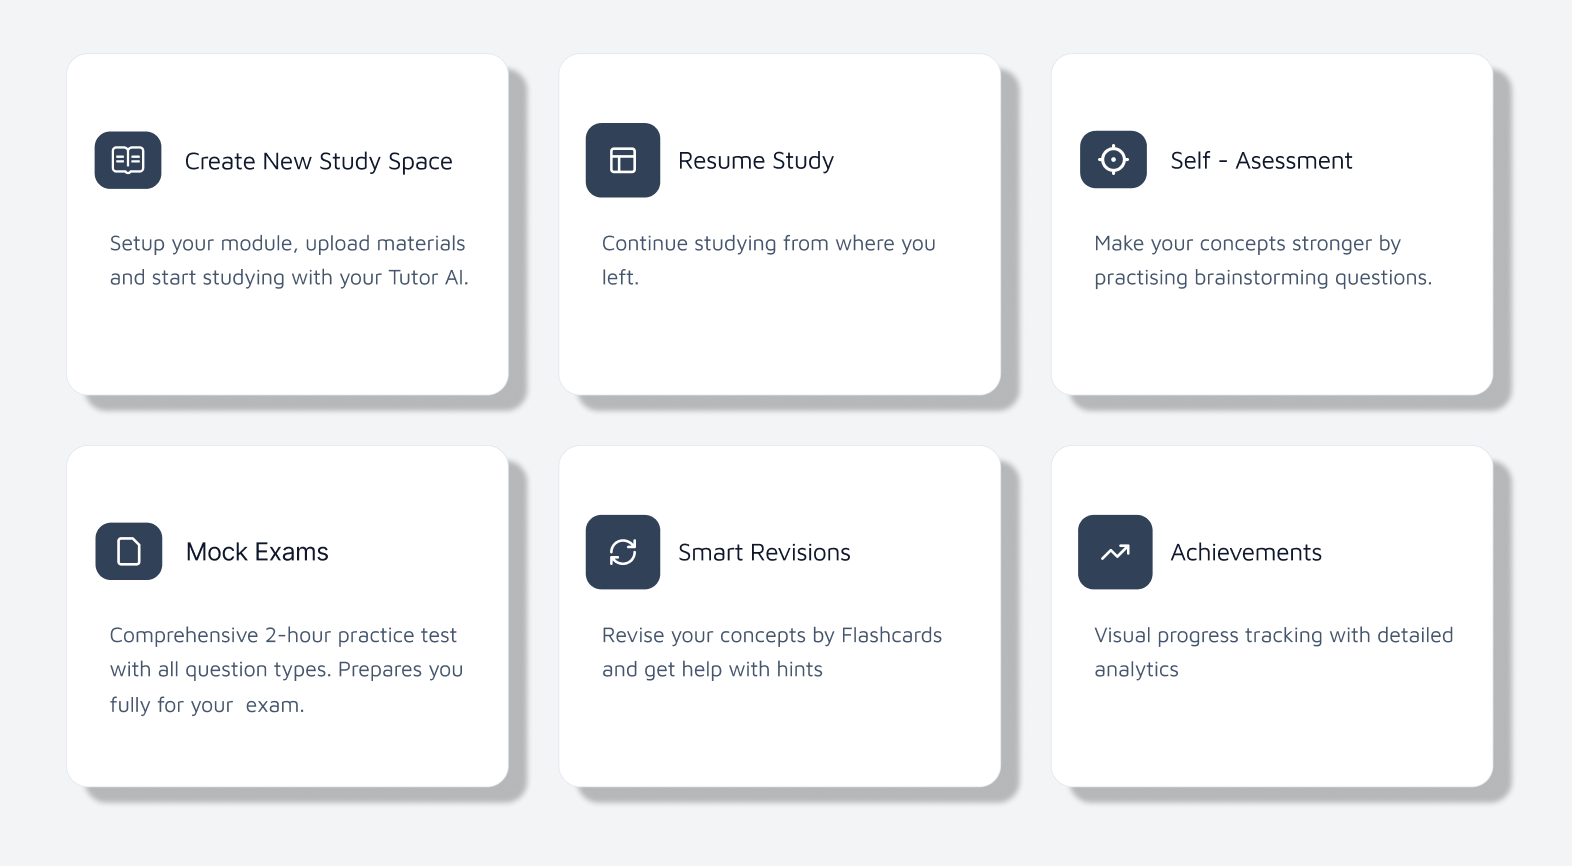 Create New Study Space
Setup your module, upload materials
and start studying with your Tutor AI.
Resume Study
Continue studying from where you
left.
Self - Asessment
Make your concepts stronger by
practising brainstorming questions.
Mock Exams
Comprehensive 2-hour practice test
with all question types. Prepares you
fully for your  exam.
Smart Revisions
Revise your concepts by Flashcards
and get help with hints
Achievements
Visual progress tracking with detailed
analytics